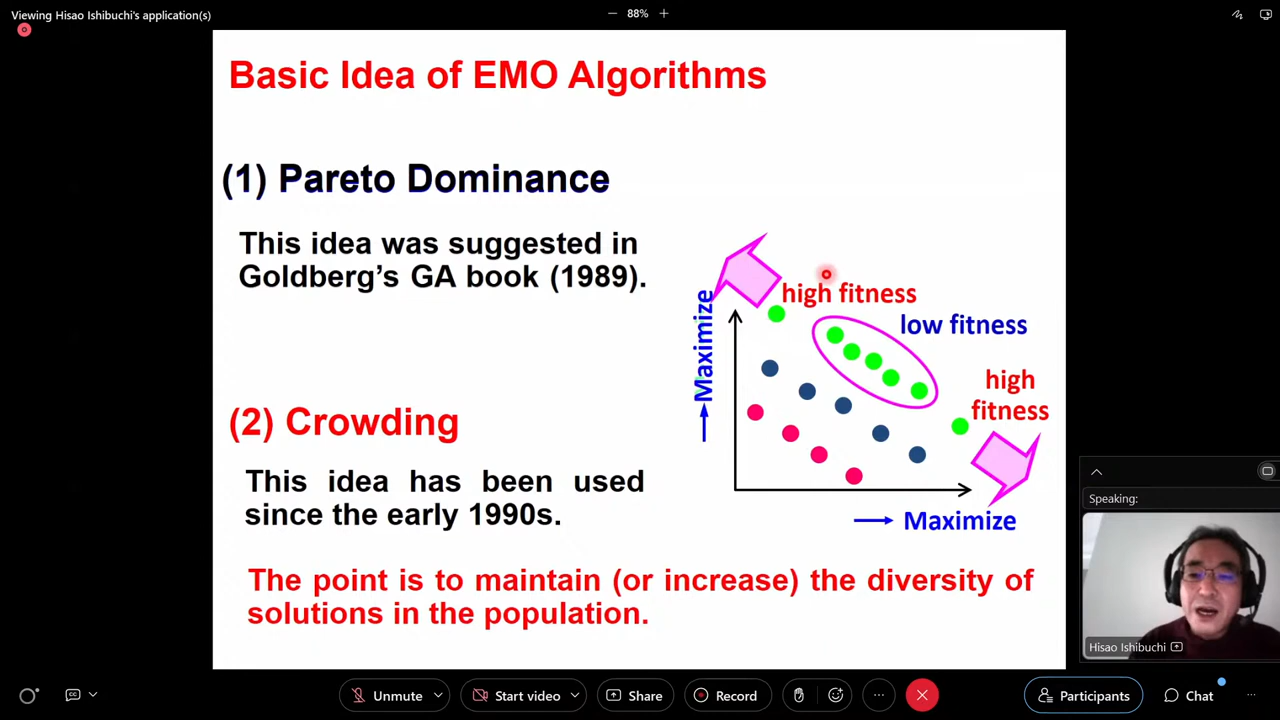 Viewing Hisao Ishibuchi's application(s)
88%
Basic Idea of EMO Algorithms
(1) Pareto Dominance
This idea was suggested in
Goldberg's GA book (1989).
high fitness
low fitness
Maximize
high
fitness
Maximize
(2) Crowding
This idea has been used
since the early 1990s.
The point is to maintain (or increase) the diversity of
solutions in the population.
Speaking:
Hisao Ishibuchi
CC
Unmute
Start video
Share
Record
Participants
Chat